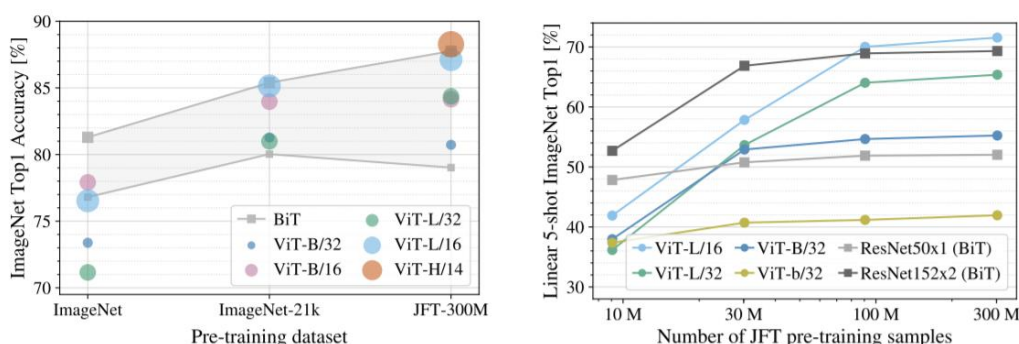 90
85
80
75
70
ImageNet Top1 Accuracy [%]
BiT
ViT-B/32
ViT-B/16
ViT-L/32
ViT-L/16
ViT-H/14
ImageNet
ImageNet-21k
JFT-300M
Pre-training dataset
70
60
50
40
30
Linear 5-shot ImageNet Top1 [%]
ViT-L/16
ViT-L/32
ViT-B/32
ViT-b/32
ResNet50x1 (BiT)
ResNet152x2 (BiT)
10 M
30 M
100 M
300 M
Number of JFT pre-training samples